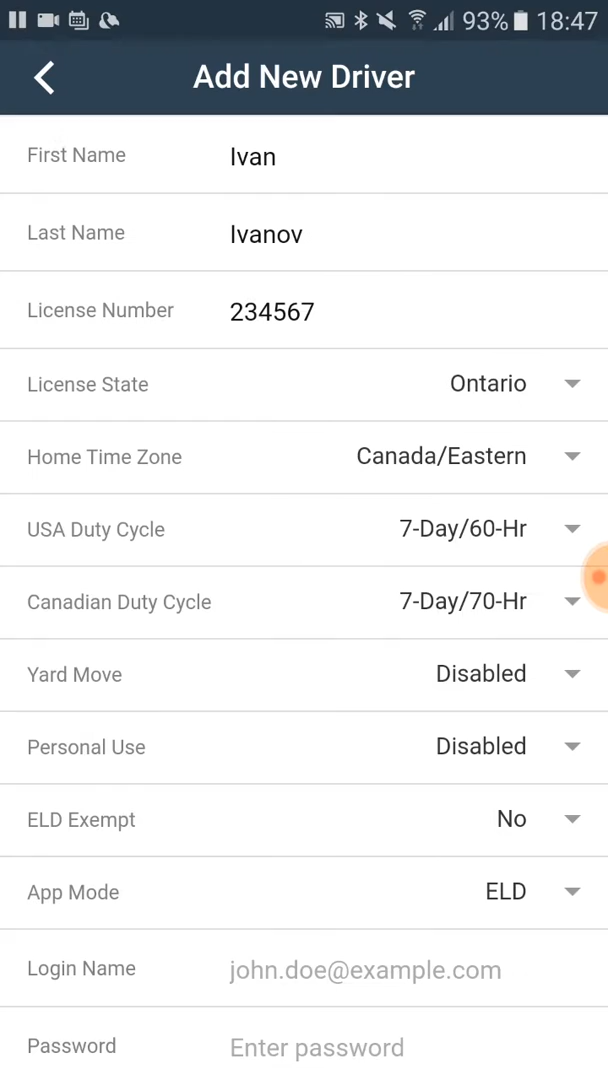 93% 18:47
Add New Driver
First Name Ivan
Last Name Ivanov
License Number 234567
License State Ontario
Home Time Zone Canada/Eastern
USA Duty Cycle 7-Day/60-Hr
Canadian Duty Cycle 7-Day/70-Hr
Yard Move Disabled
Personal Use Disabled
ELD Exempt No
App Mode ELD
Login Name john.doe@example.com
Password Enter password